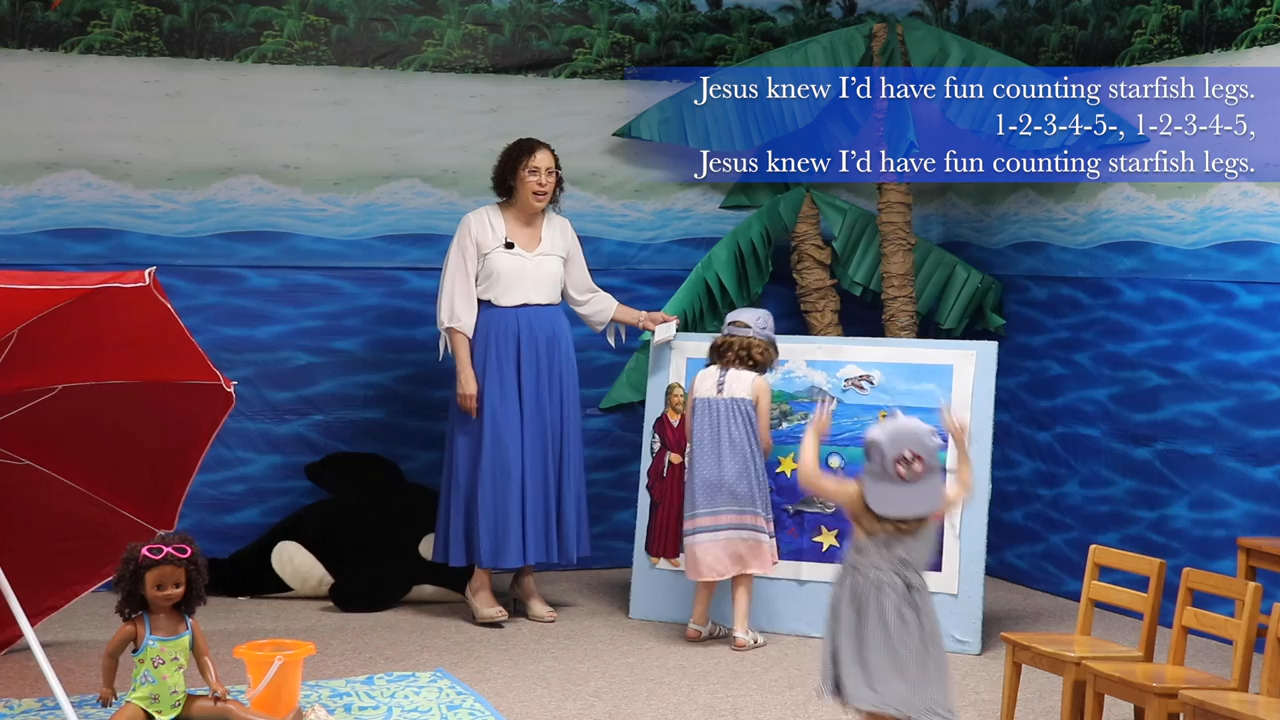 Jesus knew I'd have fun counting starfish legs.
1-2-3-4-5-, 1-2-3-4-5,
Jesus knew I'd have fun counting starfish legs.